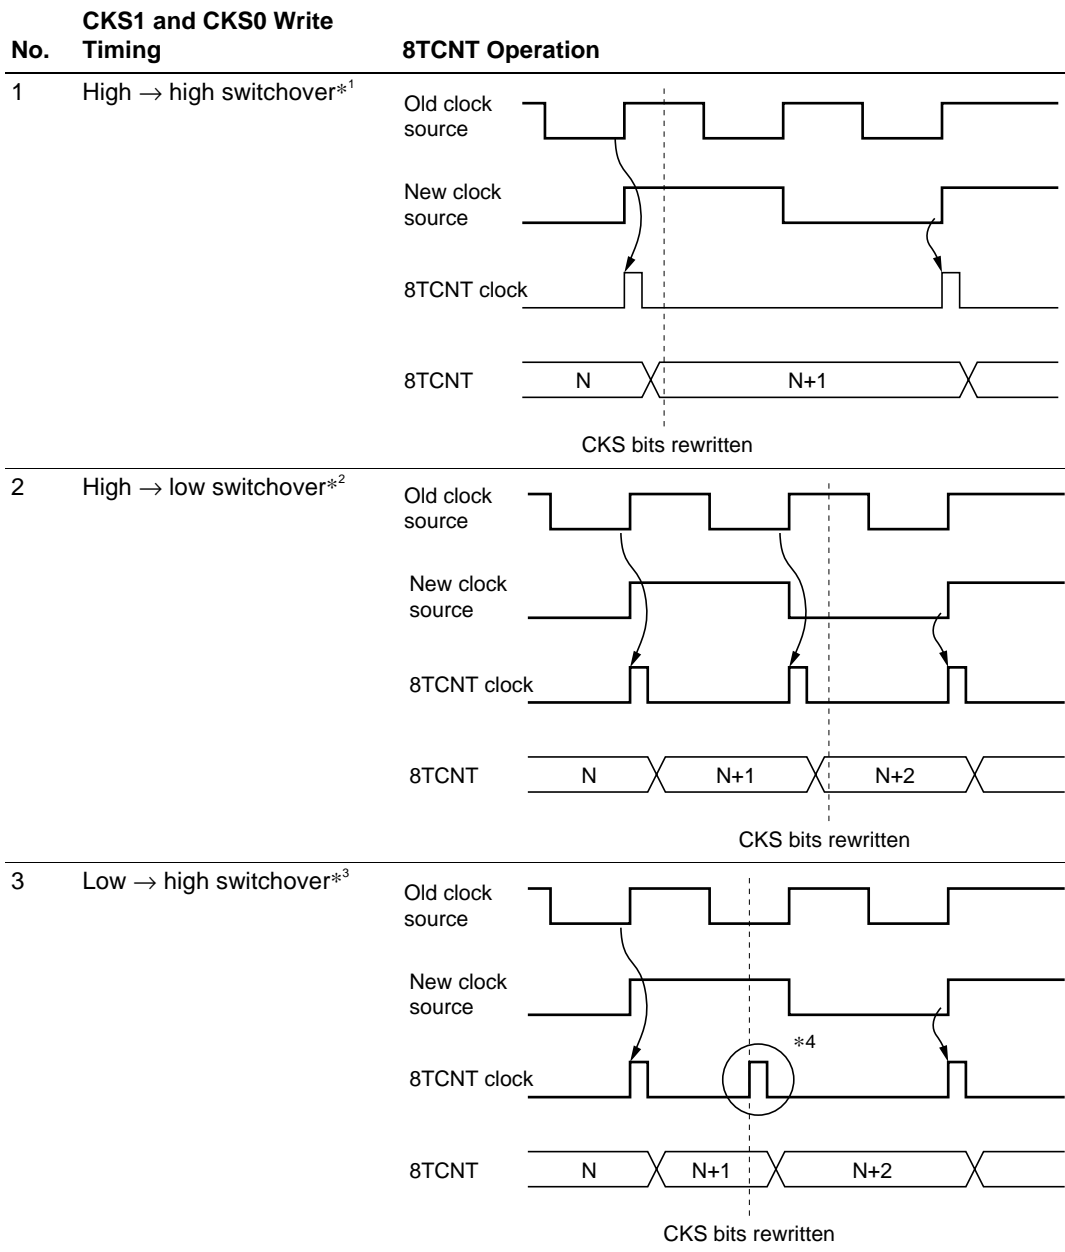 No. CKS1 and CKS0 Write Timing 8TCNT Operation
1 High → high switchover*1
Old clock source
New clock source
8TCNT clock
8TCNT N N+1
CKS bits rewritten
2 High → low switchover*2
Old clock source
New clock source
8TCNT clock
8TCNT N N+1 N+2
CKS bits rewritten
3 Low → high switchover*3
Old clock source
New clock source
*4
8TCNT clock
8TCNT N N+1 N+2
CKS bits rewritten